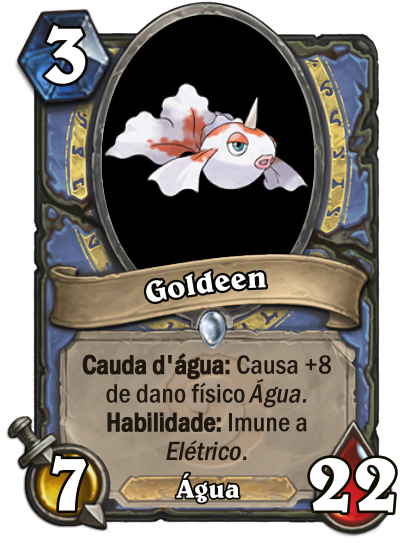 3
Goldeen
Cauda d'água: Causa +8
de dano físico Água.
Habilidade: Imune a
Elétrico.
7
Água
22